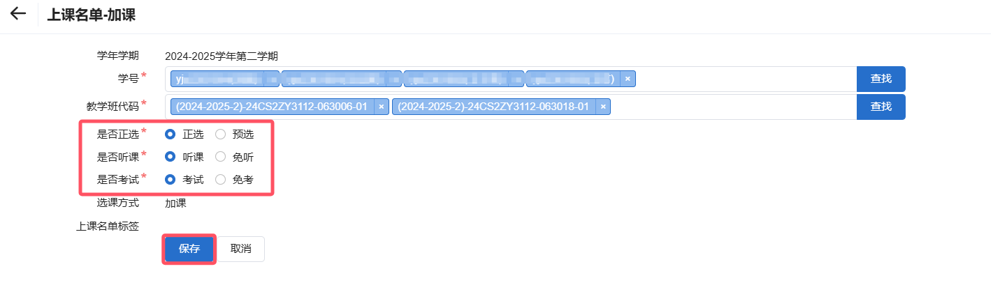 上课名单-加课
学年学期 2024-2025学年第二学期
学号* yj × 查找
教学班代码* (2024-2025-2)-24CS2ZY3112-063006-01 × (2024-2025-2)-24CS2ZY3112-063018-01 × 查找
是否正选* 正选 预选
是否听课* 听课 免听
是否考试* 考试 免考
选课方式 加课
上课名单标签
保存 取消